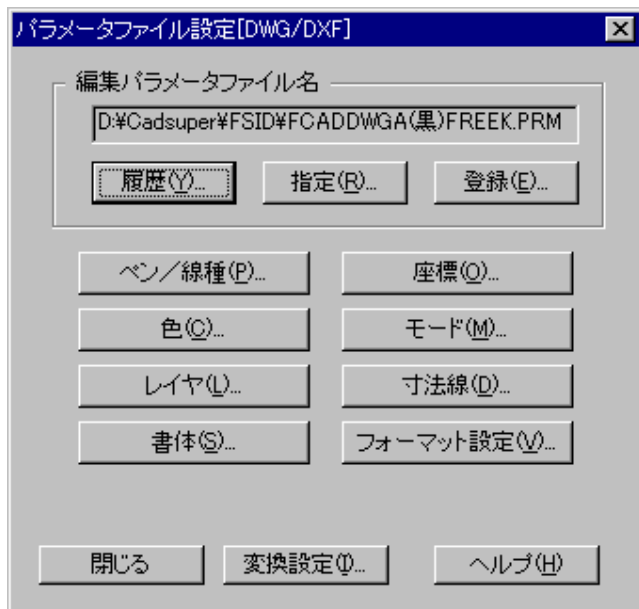 パラメータファイル設定[DWG/DXF]
編集パラメータファイル名
D:¥Cadsuper¥FSID¥FCADDWGA(黒)FREEK.PRM
履歴(Y)... 指定(R)... 登録(E)...
ペン／線種(P)... 座標(O)...
色(C)... モード(M)...
レイヤ(L)... 寸法線(D)...
書体(S)... フォーマット設定(V)...
閉じる 変換設定(I)... ヘルプ(H)